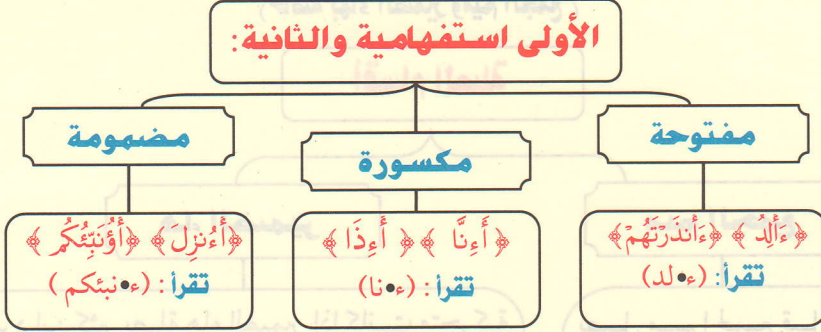 الأولى استفهامية والثانية:
مفتوحة
مكسورة
مضمومة
﴿ءَأَلِدُ﴾ ﴿ءَأَنذَرْتَهُمْ﴾
تقرأ: (ء•لد)
﴿أَءِنَّا﴾ ﴿أَءِذَا﴾
تقرأ: (ء•نا)
﴿أَءُنزِلَ﴾ ﴿أَؤُنَبِّئُكُم﴾
تقرأ: (ء•نبئكم)